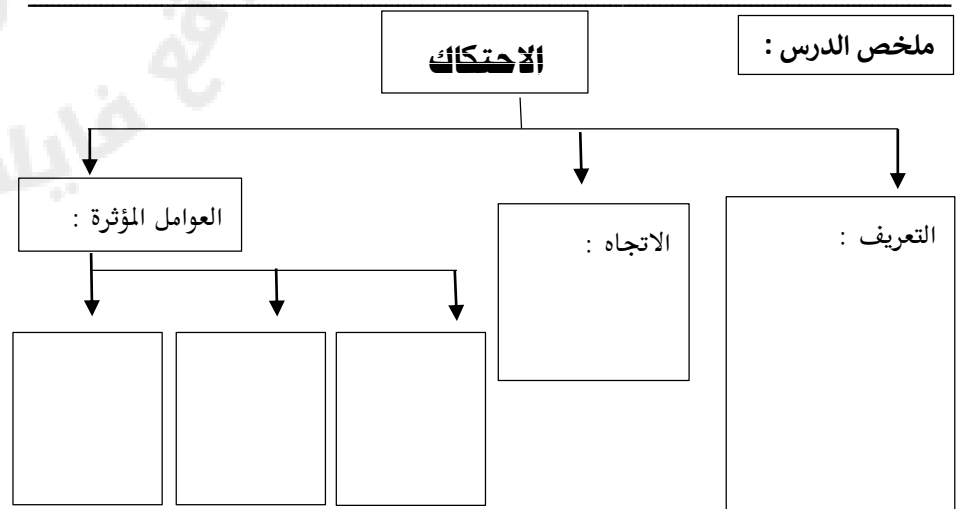 ملخص الدرس :
الاحتكاك
التعريف :
الاتجاه :
العوامل المؤثرة :